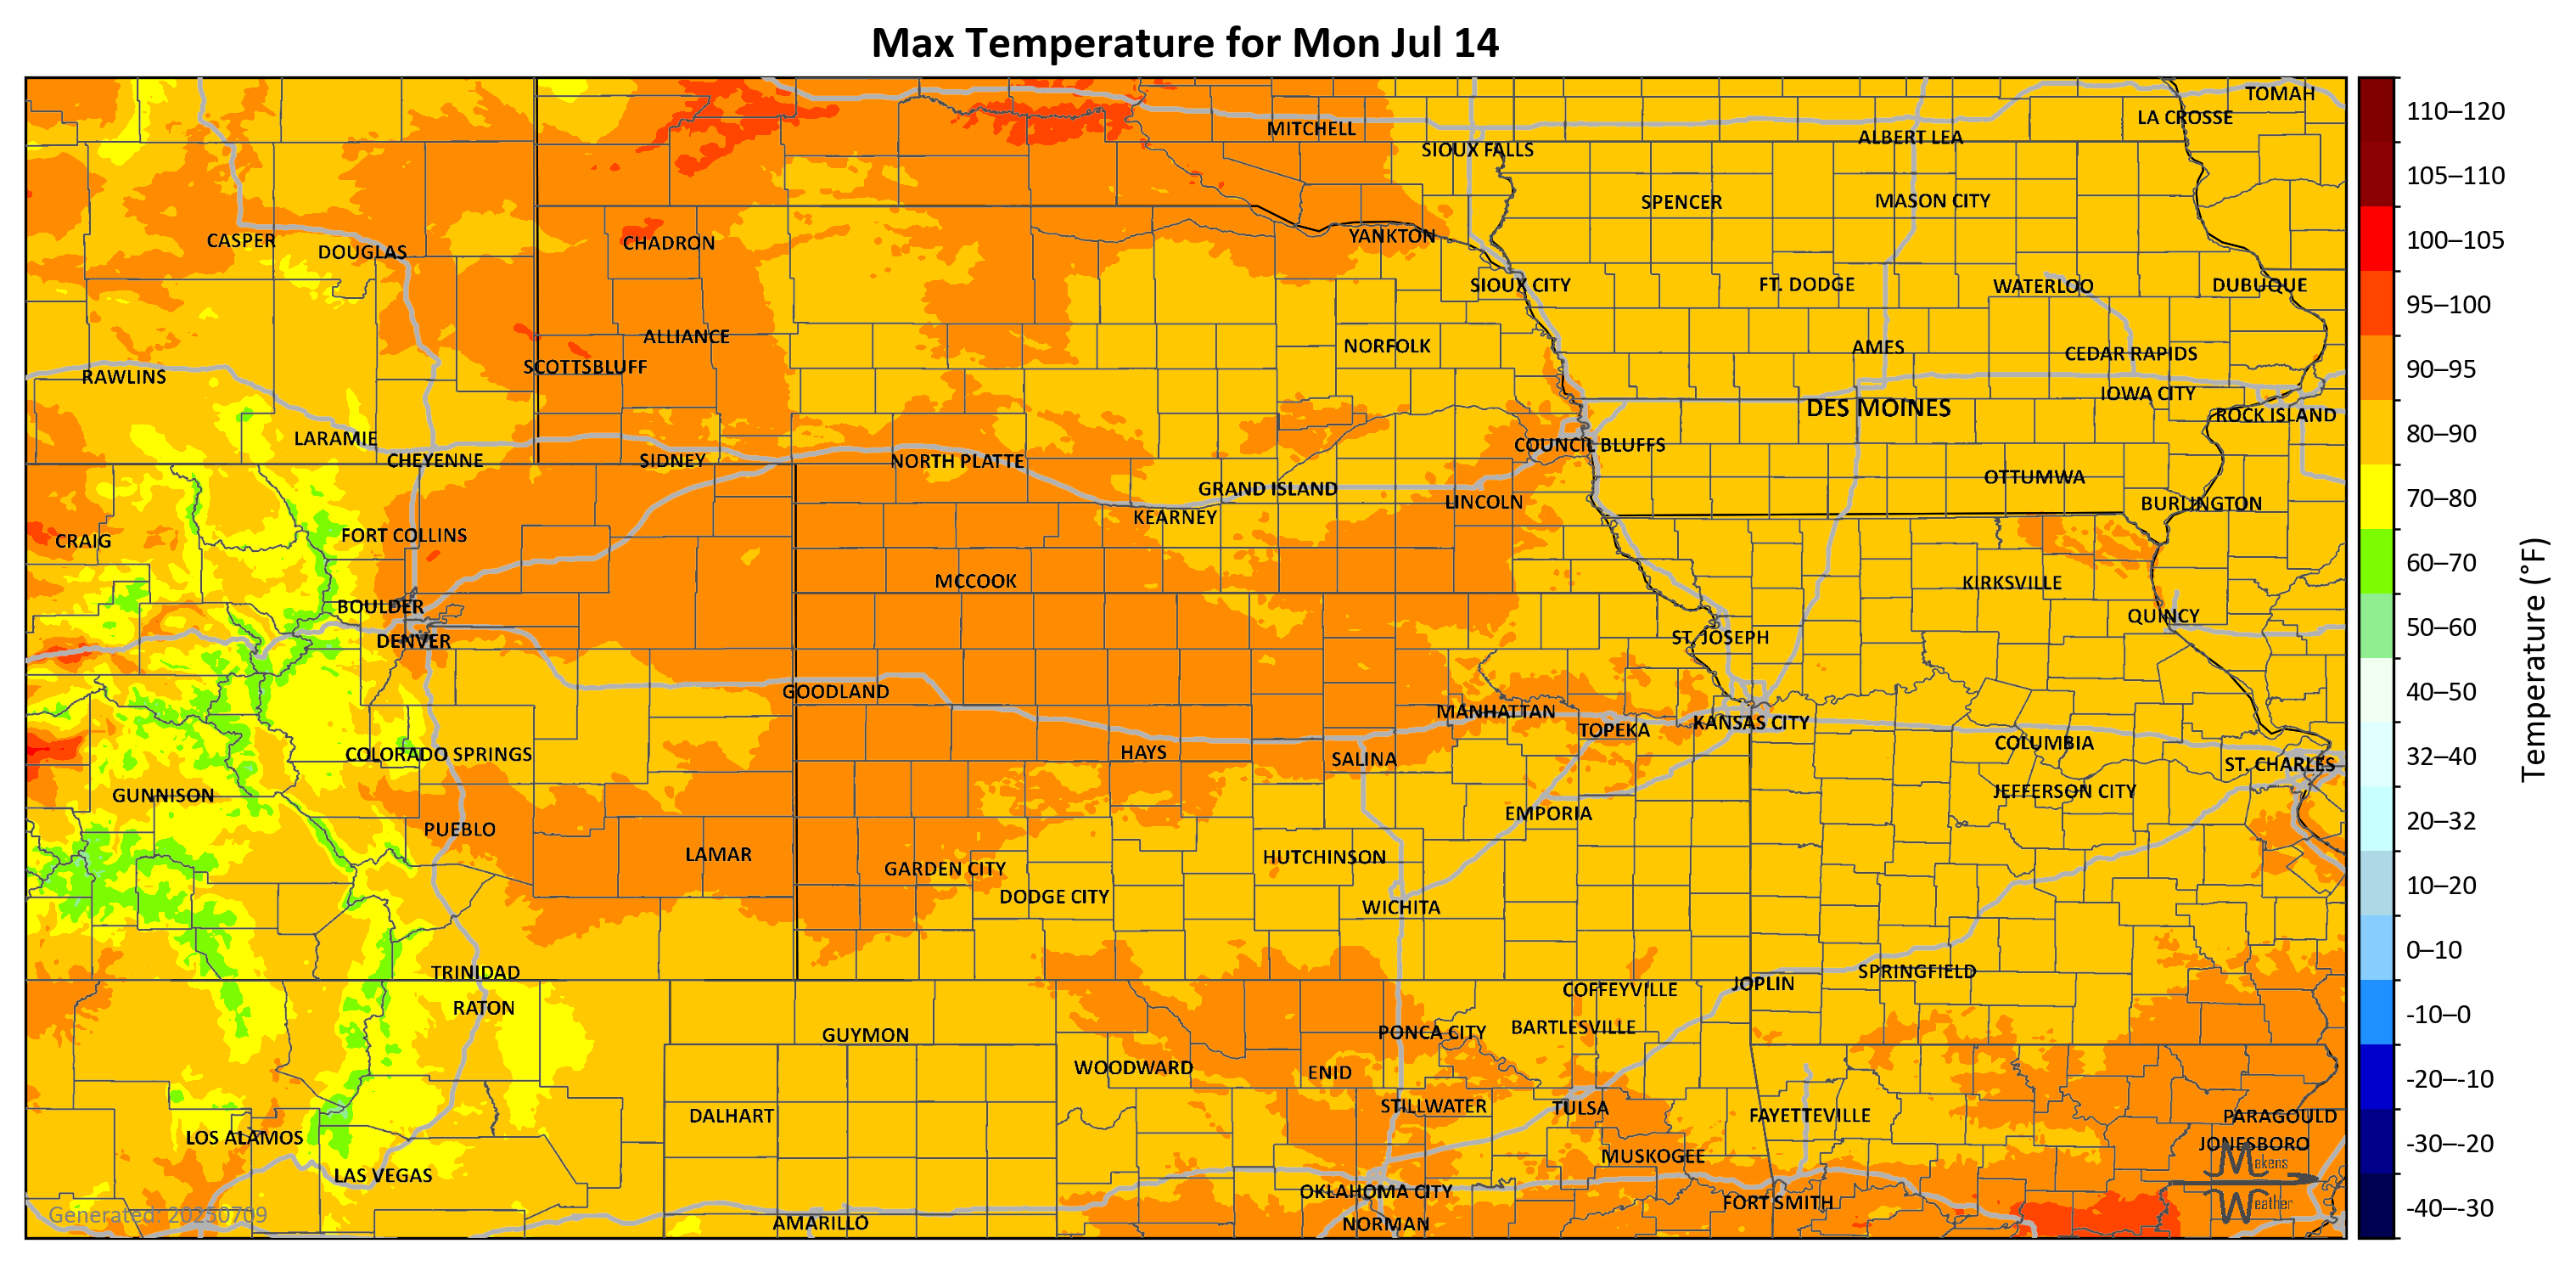 Max Temperature for Mon Jul 14
TOMAH
LA CROSSE
MITCHELL
ALBERT LEA
SIOUX FALLS
SPENCER
MASON CITY
CASPER
DOUGLAS
CHADRON
YANKTON
SIOUX CITY
FT. DODGE
WATERLOO
DUBUQUE
ALLIANCE
NORFOLK
AMES
CEDAR RAPIDS
SCOTTSBLUFF
RAWLINS
IOWA CITY
DES MOINES
ROCK ISLAND
LARAMIE
COUNCIL BLUFFS
CHEYENNE
SIDNEY
NORTH PLATTE
OTTUMWA
GRAND ISLAND
LINCOLN
BURLINGTON
KEARNEY
FORT COLLINS
CRAIG
MCCOOK
KIRKSVILLE
BOULDER
QUINCY
DENVER
ST. JOSEPH
GOODLAND
MANHATTAN
KANSAS CITY
TOPEKA
COLUMBIA
COLORADO SPRINGS
HAYS
SALINA
ST. CHARLES
GUNNISON
JEFFERSON CITY
EMPORIA
PUEBLO
LAMAR
HUTCHINSON
GARDEN CITY
DODGE CITY
WICHITA
TRINIDAD
SPRINGFIELD
JOPLIN
COFFEYVILLE
RATON
BARTLESVILLE
GUYMON
PONCA CITY
WOODWARD
ENID
STILLWATER
TULSA
DALHART
FAYETTEVILLE
PARAGOULD
LOS ALAMOS
JONESBORO
MUSKOGEE
LAS VEGAS
OKLAHOMA CITY
FORT SMITH
AMARILLO
NORMAN
Generated: 20250709
Makens
Weather
110–120
105–110
100–105
95–100
90–95
80–90
70–80
60–70
50–60
40–50
32–40
20–32
10–20
0–10
-10–0
-20–-10
-30–-20
-40–-30
Temperature (°F)